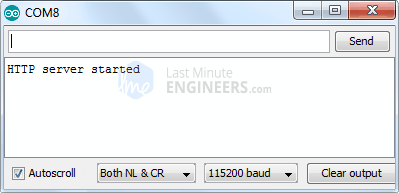 COM8
Send
HTTP server started
Last Minute
ENGINEERS.com
Autoscroll
Both NL & CR
115200 baud
Clear output